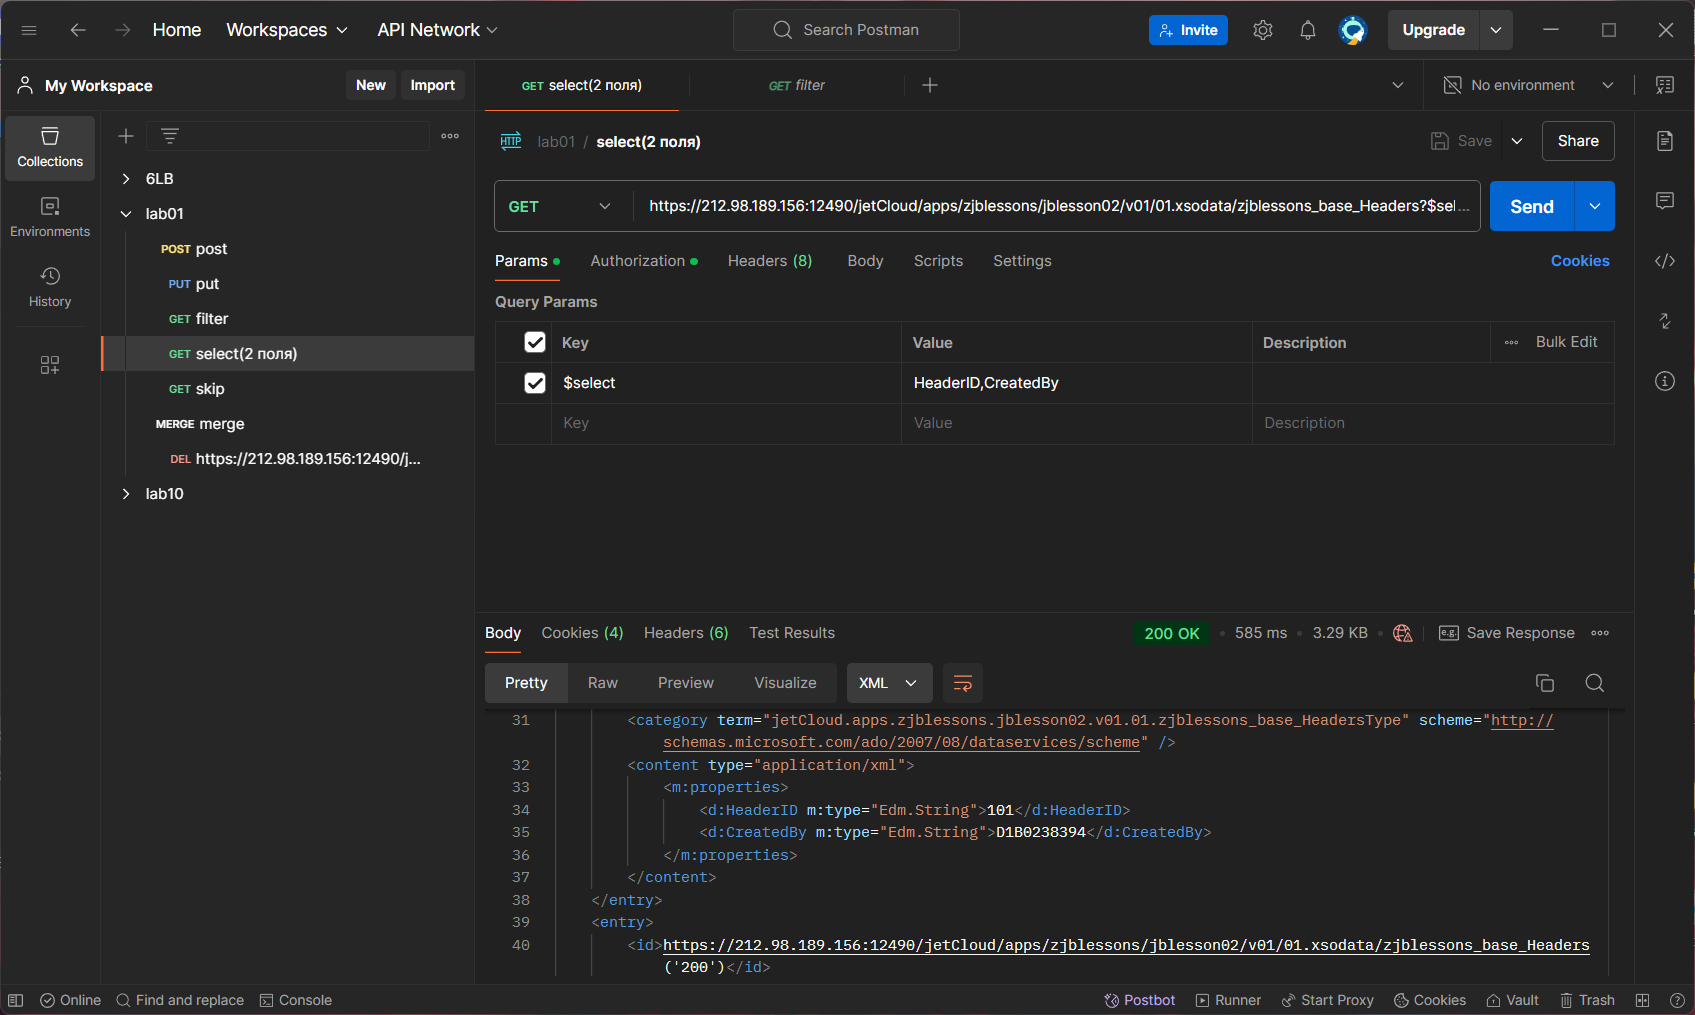 Home Workspaces API Network Search Postman Invite Upgrade
My Workspace New Import GET select(2 поля) GET filter No environment
Collections
Environments
History
6LB
lab01
POST post
PUT put
GET filter
GET select(2 поля)
GET skip
MERGE merge
DEL https://212.98.189.156:12490/j...
lab10
HTTP lab01 / select(2 поля) Save Share
GET https://212.98.189.156:12490/jetCloud/apps/zjblessons/jblesson02/v01/01.xsodata/zjblessons_base_Headers?$sel... Send
Params Authorization Headers (8) Body Scripts Settings Cookies
Query Params
Key Value Description Bulk Edit
$select HeaderID,CreatedBy
Key Value Description
Body Cookies (4) Headers (6) Test Results 200 OK 585 ms 3.29 KB e.g. Save Response
Pretty Raw Preview Visualize XML
31 <category term="jetCloud.apps.zjblessons.jblesson02.v01.01.zjblessons_base_HeadersType" scheme="http://
schemas.microsoft.com/ado/2007/08/dataservices/scheme" />
32 <content type="application/xml">
33 <m:properties>
34 <d:HeaderID m:type="Edm.String">101</d:HeaderID>
35 <d:CreatedBy m:type="Edm.String">D1B0238394</d:CreatedBy>
36 </m:properties>
37 </content>
38 </entry>
39 <entry>
40 <id>https://212.98.189.156:12490/jetCloud/apps/zjblessons/jblesson02/v01/01.xsodata/zjblessons_base_Headers
('200')</id>
Online Find and replace Console Postbot Runner Start Proxy Cookies Vault Trash